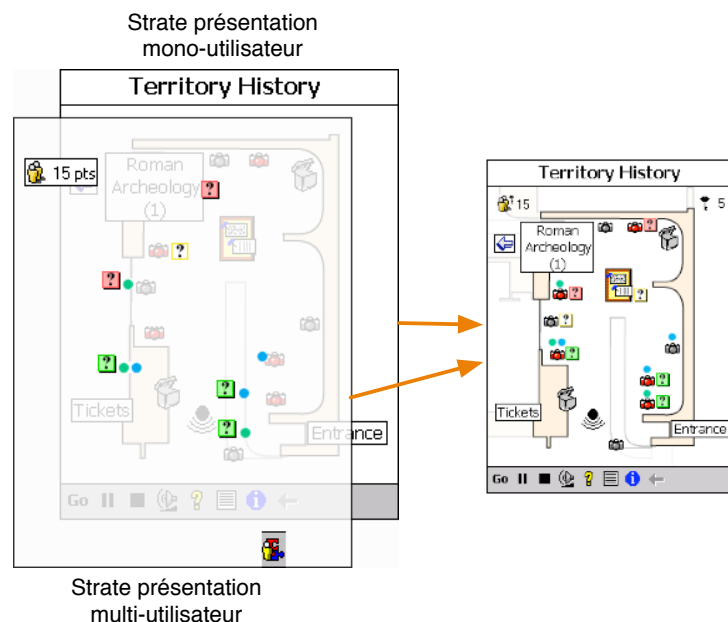 Strate présentation
mono-utilisateur
Territory History
15 pts
Roman
Archeology
(1)
?
?
?
?
?
?
Tickets
Entrance
Go
?
i
Territory History
15
5
Roman
Archeology
(1)
?
?
?
?
?
?
?
Tickets
Entrance
Go
?
i
Strate présentation
multi-utilisateur